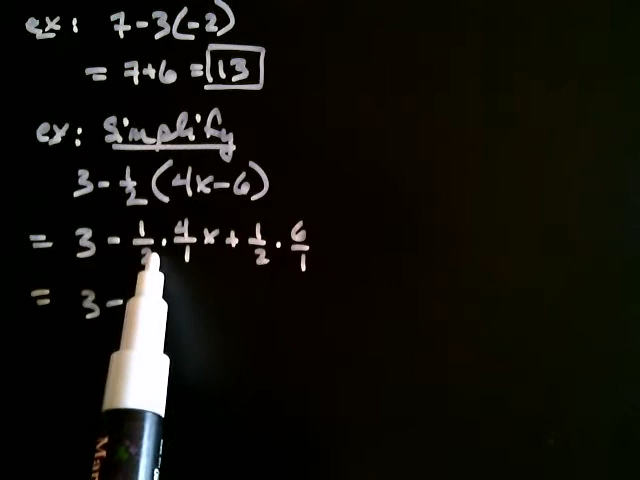 ex: 7-3(-2)
= 7+6 = 13
ex: Simplify
3 - 1/2 (4x-6)
= 3 - 1/2 · 4/1 x + 1/2 · 6/1
= 3 -
Mar